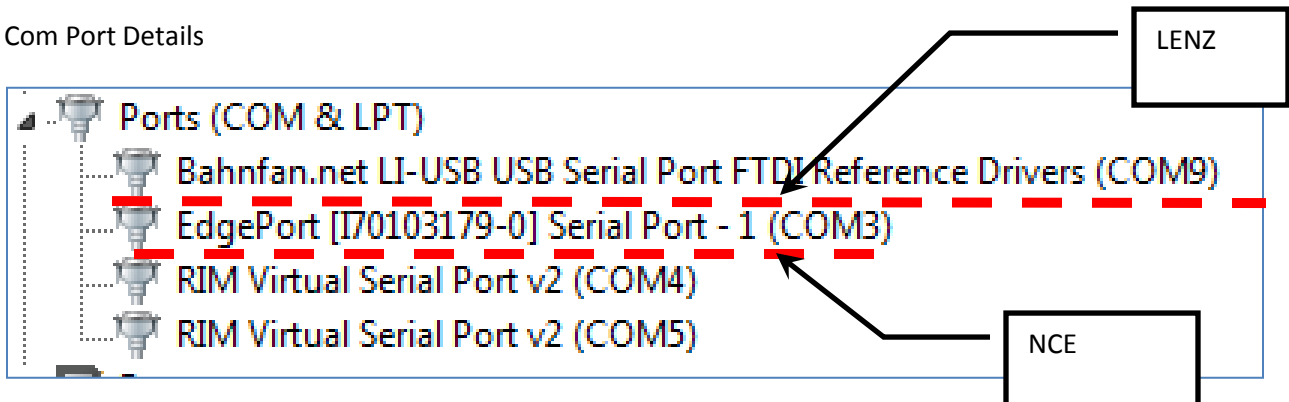 Com Port Details
LENZ
Ports (COM & LPT)
Bahnfan.net LI-USB USB Serial Port FTDI Reference Drivers (COM9)
EdgePort [I70103179-0] Serial Port - 1 (COM3)
RIM Virtual Serial Port v2 (COM4)
RIM Virtual Serial Port v2 (COM5)
NCE